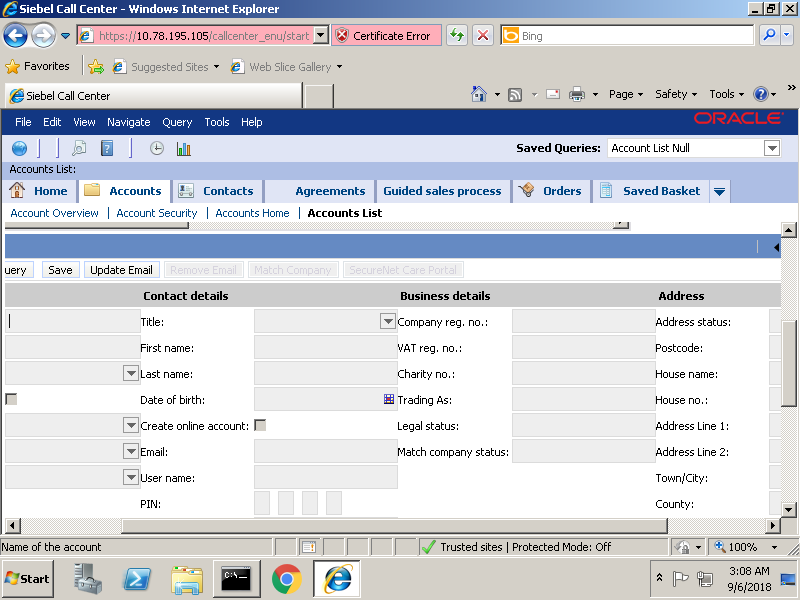 Siebel Call Center - Windows Internet Explorer
https://10.78.195.105/callcenter_enu/start
Certificate Error
Bing
Favorites
Suggested Sites
Web Slice Gallery
Siebel Call Center
Page
Safety
Tools
»
File Edit View Navigate Query Tools Help
ORACLE
Saved Queries: Account List Null
Accounts List:
Home Accounts Contacts Agreements Guided sales process Orders Saved Basket
Account Overview | Account Security | Accounts Home | Accounts List
uery Save Update Email Remove Email Match Company SecureNet Care Portal
Contact details Business details Address
Title: Company reg. no.: Address status:
First name: VAT reg. no.: Postcode:
Last name: Charity no.: House name:
Date of birth: Trading As: House no.:
Create online account: Legal status: Address Line 1:
Email: Match company status: Address Line 2:
User name: Town/City:
PIN: County:
Name of the account
Trusted sites | Protected Mode: Off
100%
Start
3:08 AM
9/6/2018